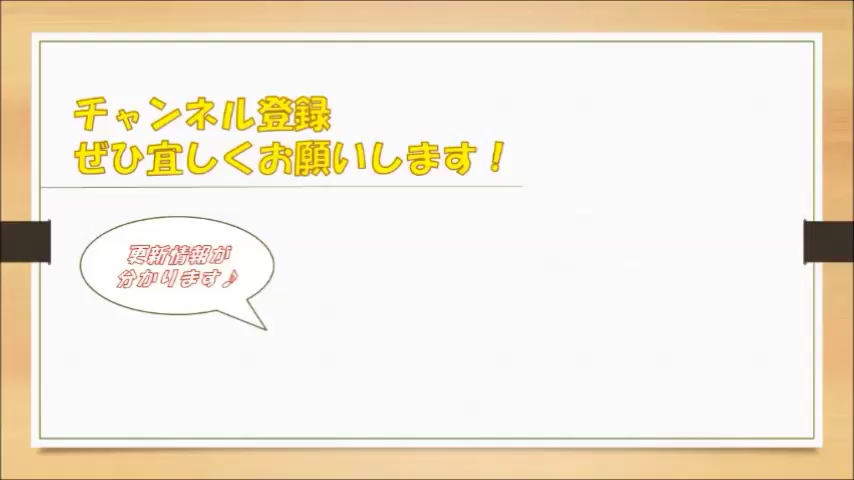 チャンネル登録
ぜひ宜しくお願いします！
更新情報が
分かります♪